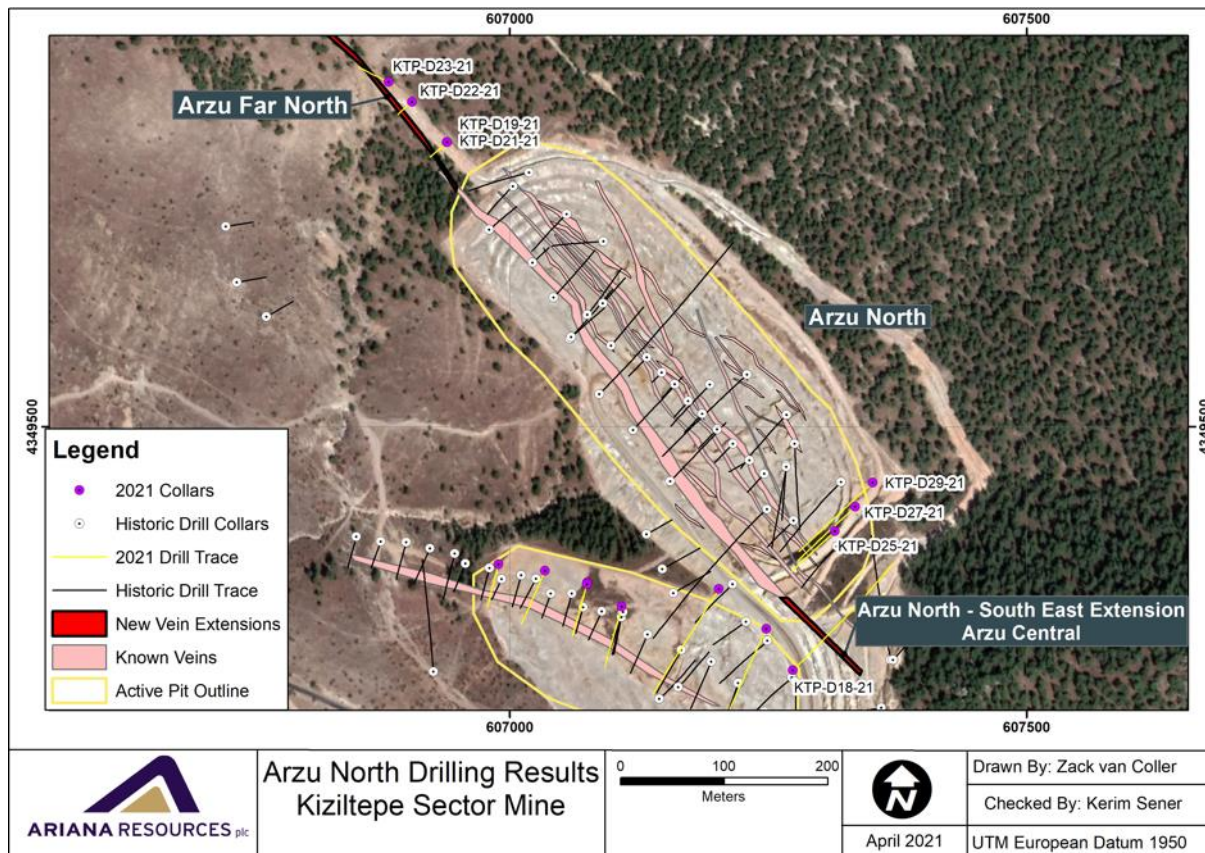 607000
607500
KTP-D23-21
Arzu Far North
KTP-D22-21
KTP-D19-21
KTP-D21-21
Arzu North
4349500
4349500
Legend
2021 Collars
Historic Drill Collars
2021 Drill Trace
Historic Drill Trace
New Vein Extensions
Known Veins
Active Pit Outline
KTP-D29-21
KTP-D27-21
KTP-D25-21
Arzu North - South East Extension
Arzu Central
KTP-D18-21
607000
607500
ARIANA RESOURCES plc
Arzu North Drilling Results
Kiziltepe Sector Mine
0 100 200
Meters
N
April 2021
Drawn By: Zack van Coller
Checked By: Kerim Sener
UTM European Datum 1950